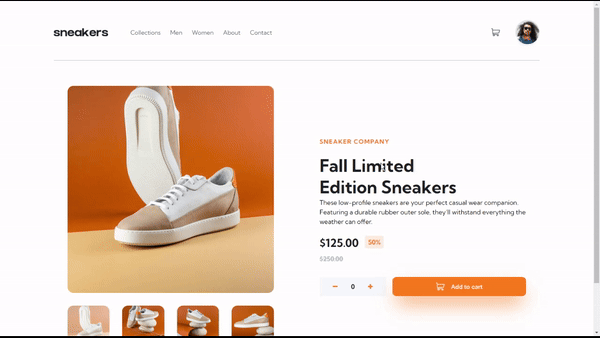 sneakers
Collections Men Women About Contact
SNEAKER COMPANY
Fall Limited
Edition Sneakers
These low-profile sneakers are your perfect casual wear companion.
Featuring a durable rubber outer sole, they'll withstand everything the
weather can offer.
$125.00 50%
$250.00
− 0 + Add to cart